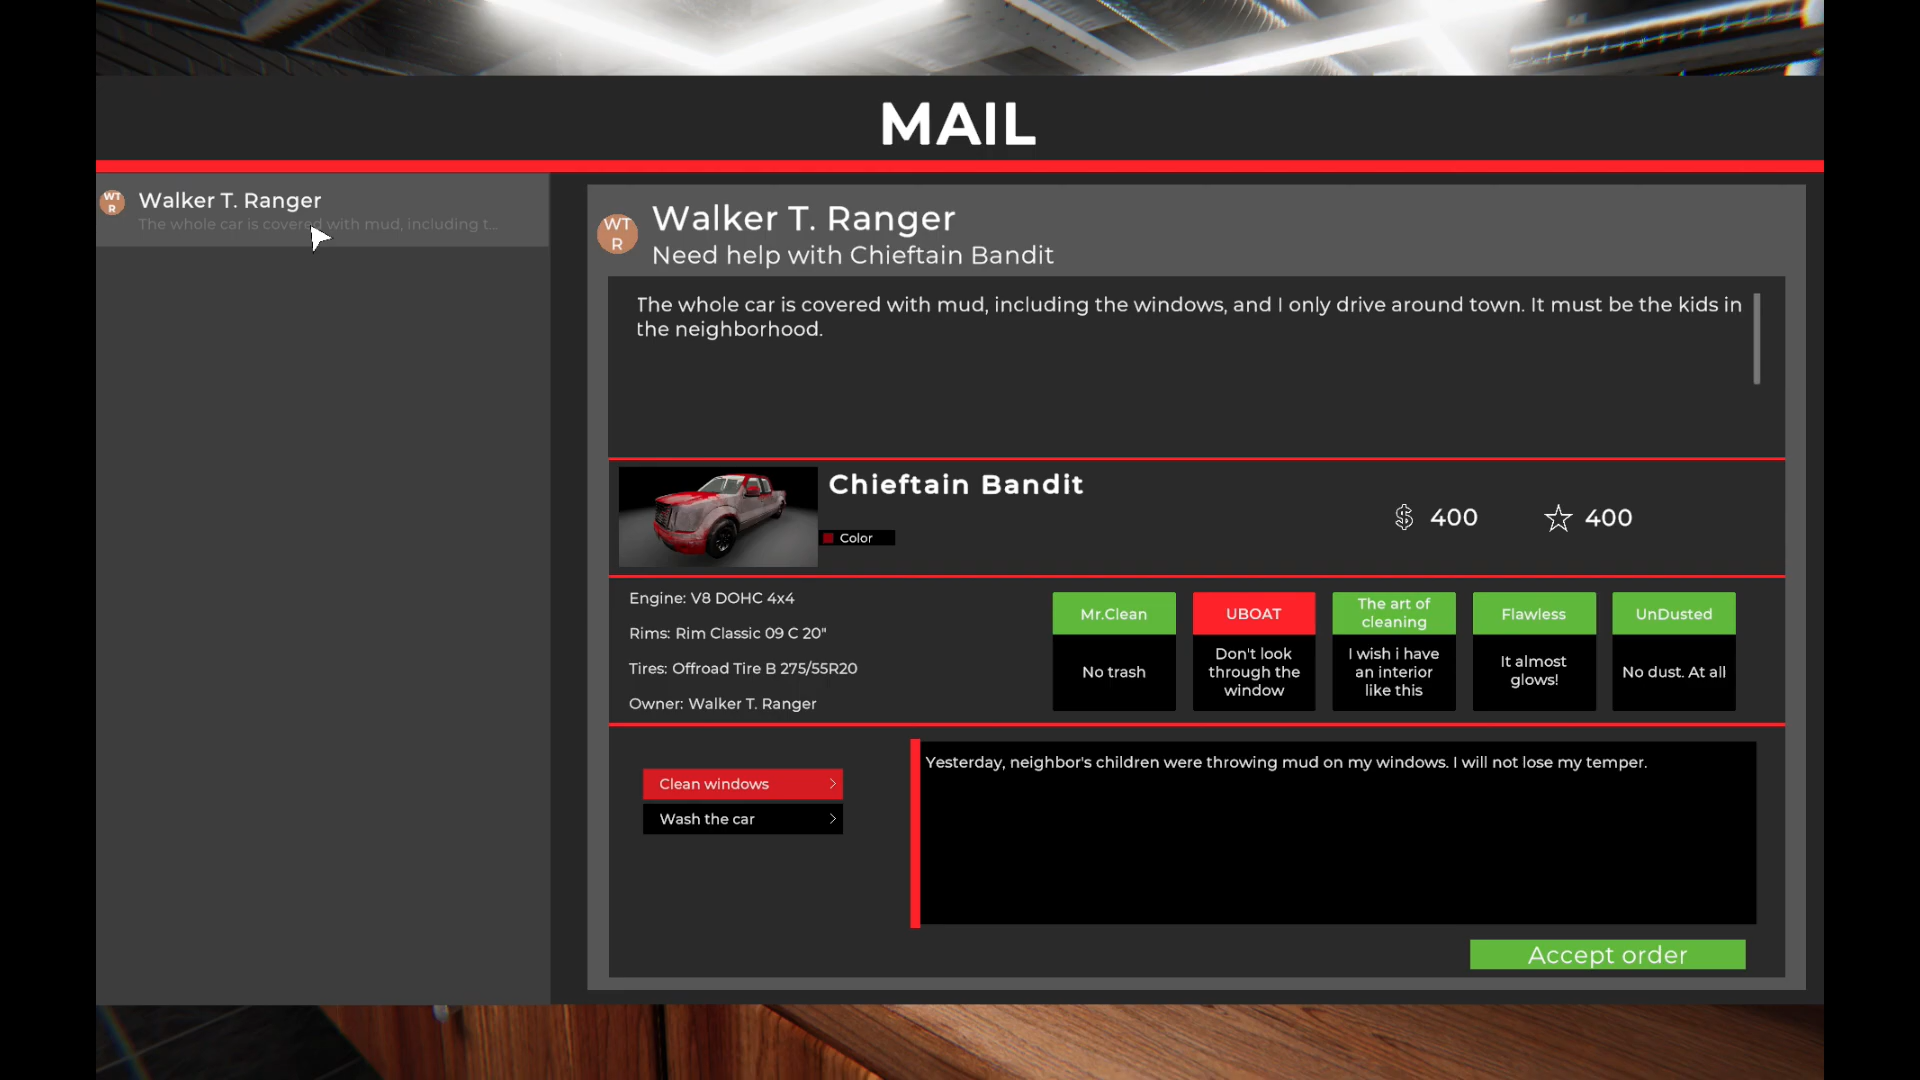 MAIL
WT
R
Walker T. Ranger
The whole car is covered with mud, including t...
WT
R
Walker T. Ranger
Need help with Chieftain Bandit
The whole car is covered with mud, including the windows, and I only drive around town. It must be the kids in
the neighborhood.
Chieftain Bandit
Color
$ 400
400
Engine: V8 DOHC 4x4
Rims: Rim Classic 09 C 20"
Tires: Offroad Tire B 275/55R20
Owner: Walker T. Ranger
Mr.Clean
No trash
UBOAT
Don't look
through the
window
The art of
cleaning
I wish i have
an interior
like this
Flawless
It almost
glows!
UnDusted
No dust. At all
Clean windows
Wash the car
Yesterday, neighbor's children were throwing mud on my windows. I will not lose my temper.
Accept order